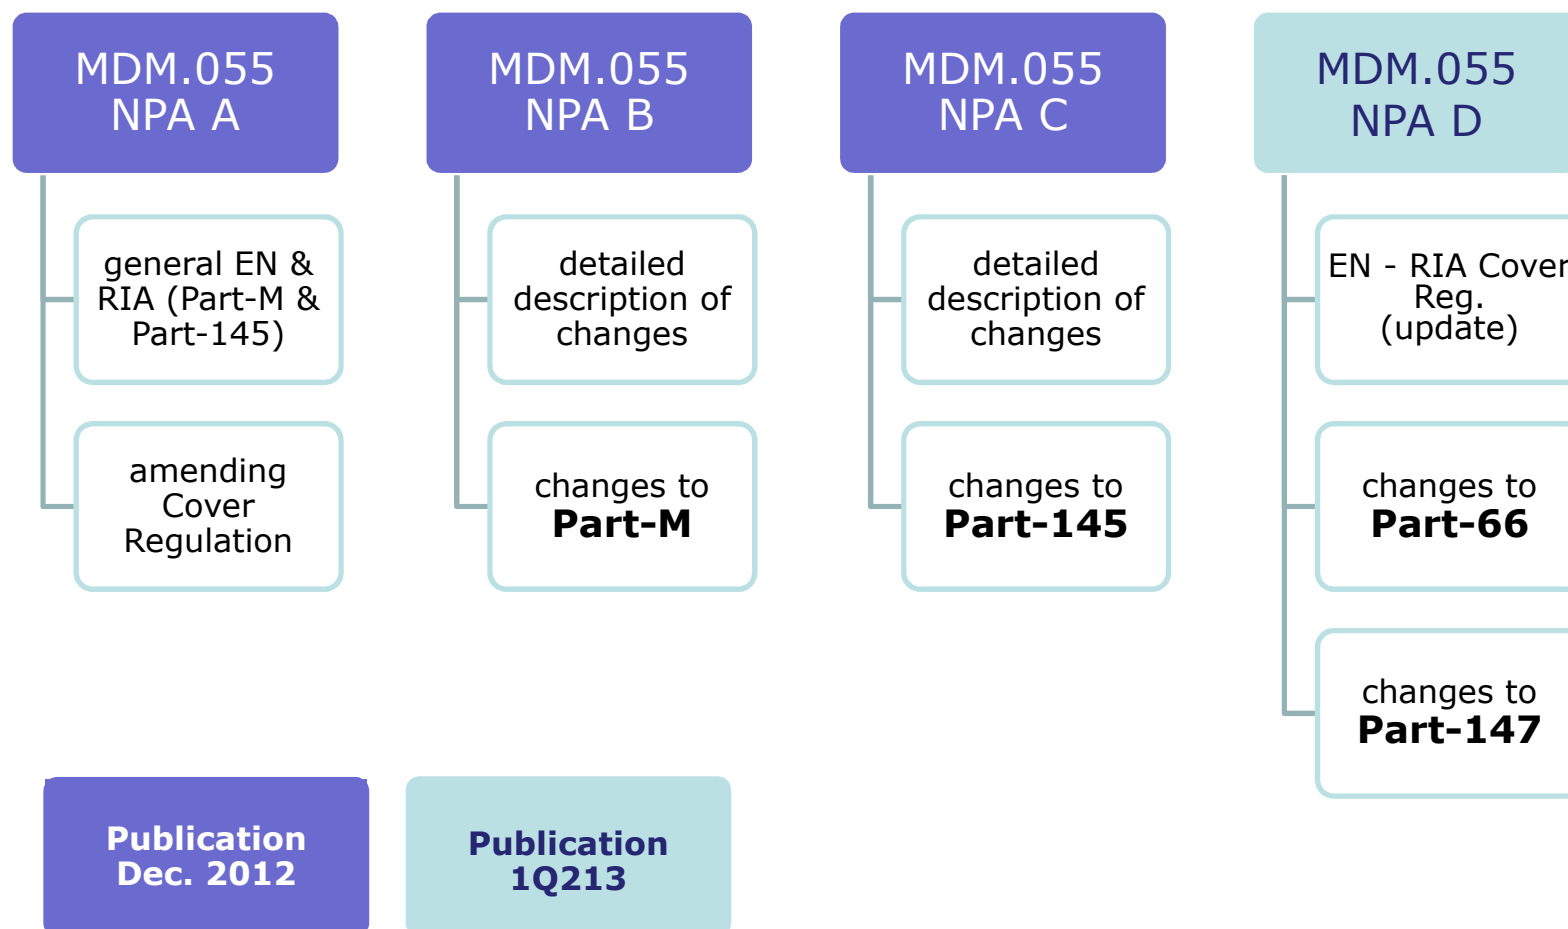 MDM.055
NPA A
general EN &
RIA (Part-M &
Part-145)
amending
Cover
Regulation
MDM.055
NPA B
detailed
description of
changes
changes to
Part-M
MDM.055
NPA C
detailed
description of
changes
changes to
Part-145
MDM.055
NPA D
EN - RIA Cover
Reg.
(update)
changes to
Part-66
changes to
Part-147
Publication
Dec. 2012
Publication
1Q213